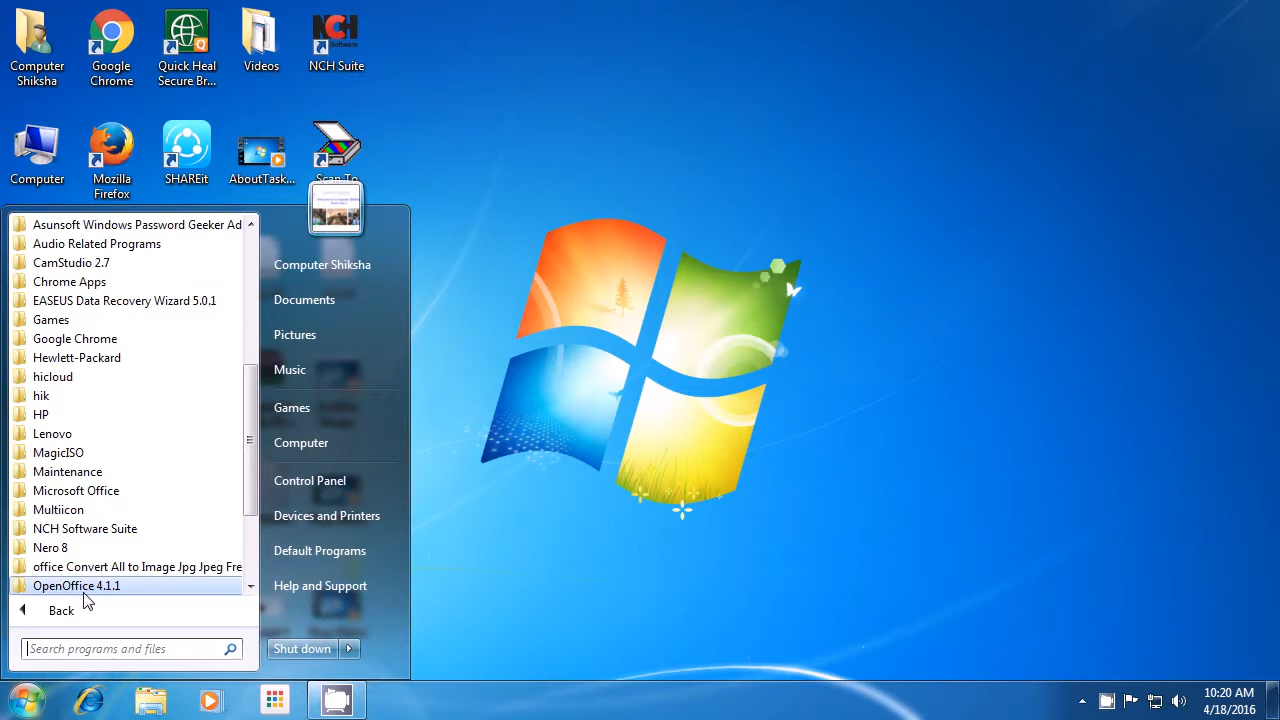 Computer
Shiksha
Google
Chrome
Quick Heal
Secure Br...
Videos
NCH Suite
Computer
Mozilla
Firefox
SHAREit
AboutTask...
Scan To
Asunsoft Windows Password Geeker Ad
Audio Related Programs
CamStudio 2.7
Chrome Apps
EASEUS Data Recovery Wizard 5.0.1
Games
Google Chrome
Hewlett-Packard
hicloud
hik
HP
Lenovo
MagicISO
Maintenance
Microsoft Office
Multiicon
NCH Software Suite
Nero 8
office Convert All to Image Jpg Jpeg Fre
OpenOffice 4.1.1
Back
Search programs and files
Computer Shiksha
Documents
Pictures
Music
Games
Computer
Control Panel
Devices and Printers
Default Programs
Help and Support
Shut down
10:20 AM
4/18/2016